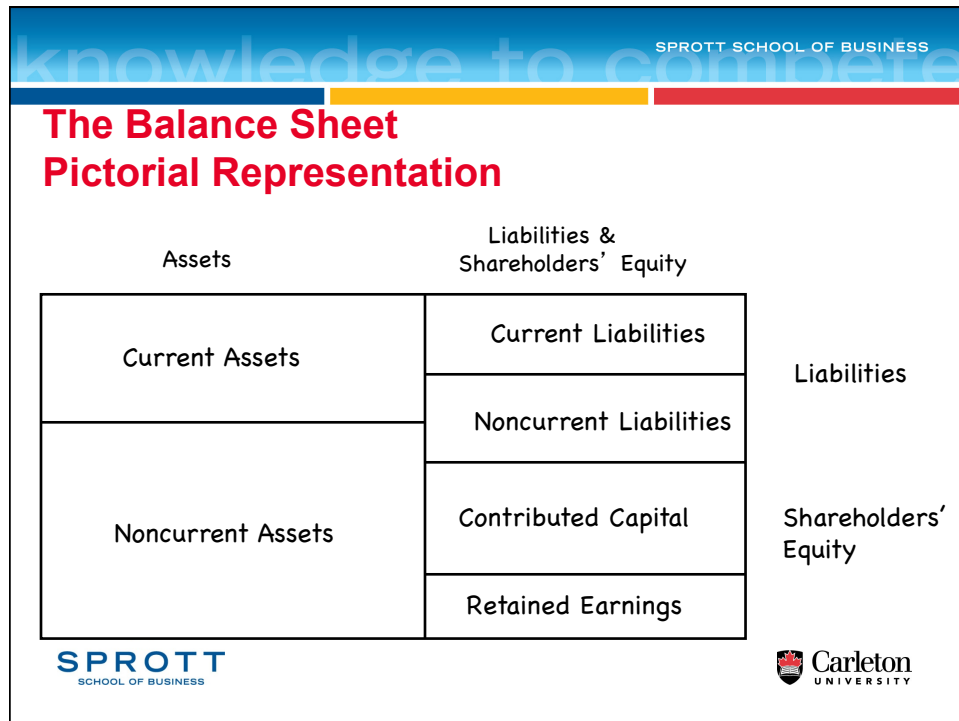 knowledge to compete
SPROTT SCHOOL OF BUSINESS
The Balance Sheet
Pictorial Representation
Assets
Liabilities &
Shareholders’ Equity
Current Assets
Noncurrent Assets
Current Liabilities
Noncurrent Liabilities
Contributed Capital
Retained Earnings
Liabilities
Shareholders’
Equity
SPROTT
SCHOOL OF BUSINESS
Carleton
UNIVERSITY